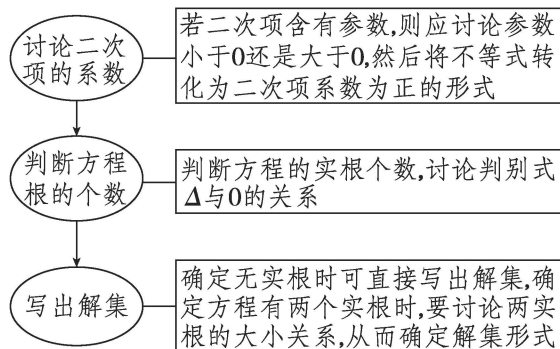 讨论二次
项的系数
若二次项含有参数,则应讨论参数
小于0还是大于0,然后将不等式转
化为二次项系数为正的形式
判断方程
根的个数
判断方程的实根个数,讨论判别式
Δ与0的关系
写出解集
确定无实根时可直接写出解集,确
定方程有两个实根时,要讨论两实
根的大小关系,从而确定解集形式